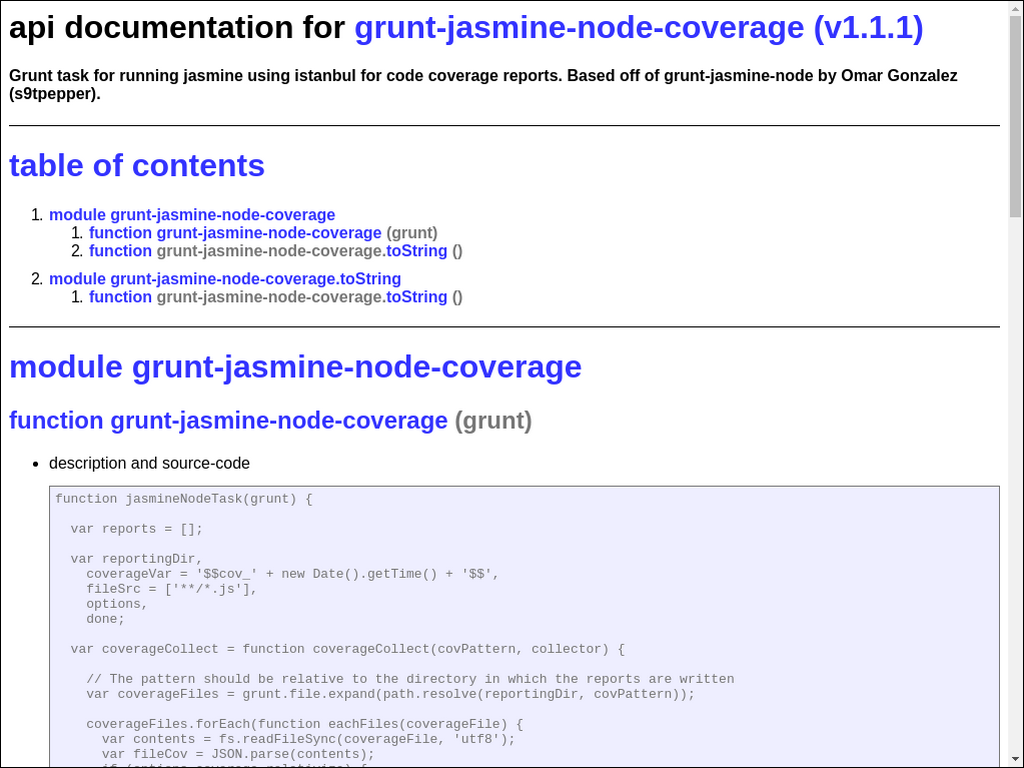 api documentation for grunt-jasmine-node-coverage (v1.1.1)
Grunt task for running jasmine using istanbul for code coverage reports. Based off of grunt-jasmine-node by Omar Gonzalez
(s9tpepper).
table of contents
1. module grunt-jasmine-node-coverage
1. function grunt-jasmine-node-coverage (grunt)
2. function grunt-jasmine-node-coverage.toString ()
2. module grunt-jasmine-node-coverage.toString
1. function grunt-jasmine-node-coverage.toString ()
module grunt-jasmine-node-coverage
function grunt-jasmine-node-coverage (grunt)
• description and source-code
function jasmineNodeTask(grunt) {
var reports = [];
var reportingDir,
coverageVar = '$$cov_' + new Date().getTime() + '$$',
fileSrc = ['**/*.js'],
options,
done;
var coverageCollect = function coverageCollect(covPattern, collector) {
// The pattern should be relative to the directory in which the reports are written
var coverageFiles = grunt.file.expand(path.resolve(reportingDir, covPattern));
coverageFiles.forEach(function eachFiles(coverageFile) {
var contents = fs.readFileSync(coverageFile, 'utf8');
var fileCov = JSON.parse(contents);
if (options.coverage.relativize) {